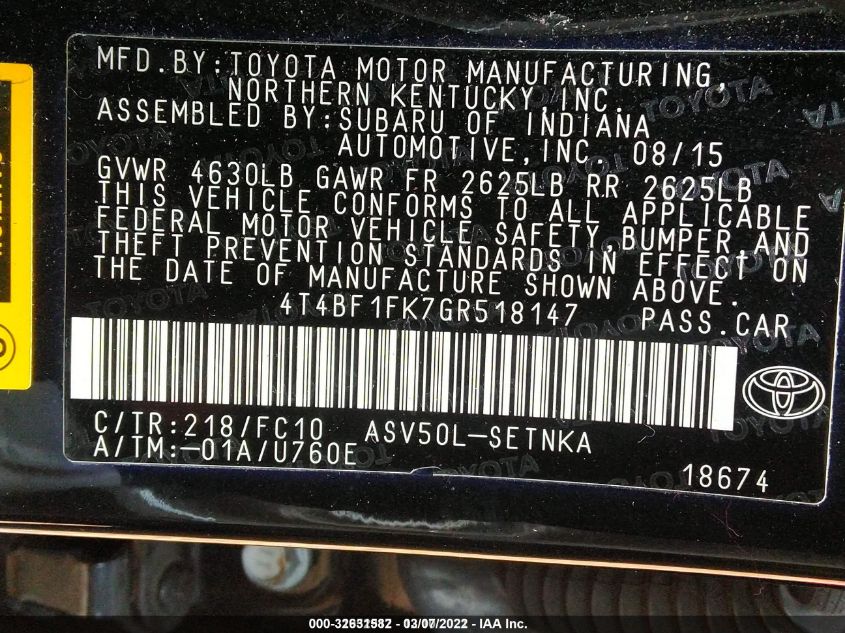 MFD.BY:TOYOTA MOTOR MANUFACTURING,
NORTHERN KENTUCKY,INC.
ASSEMBLED BY:SUBARU OF INDIANA
AUTOMOTIVE,INC. 08/15
GVWR 4630LB GAWR FR 2625LB RR 2625LB
THIS VEHICLE CONFORMS TO ALL APPLICABLE
FEDERAL MOTOR VEHICLE SAFETY,BUMPER,AND
THEFT PREVENTION STANDARDS IN EFFECT ON
THE DATE OF MANUFACTURE SHOWN ABOVE.
4T4BF1FK7GR518147 PASS.CAR
C/TR:218/FC10 ASV50L-SETNKA
A/TM:-01A/U760E
18674
000-32631582 - 03/07/2022 - IAA Inc.